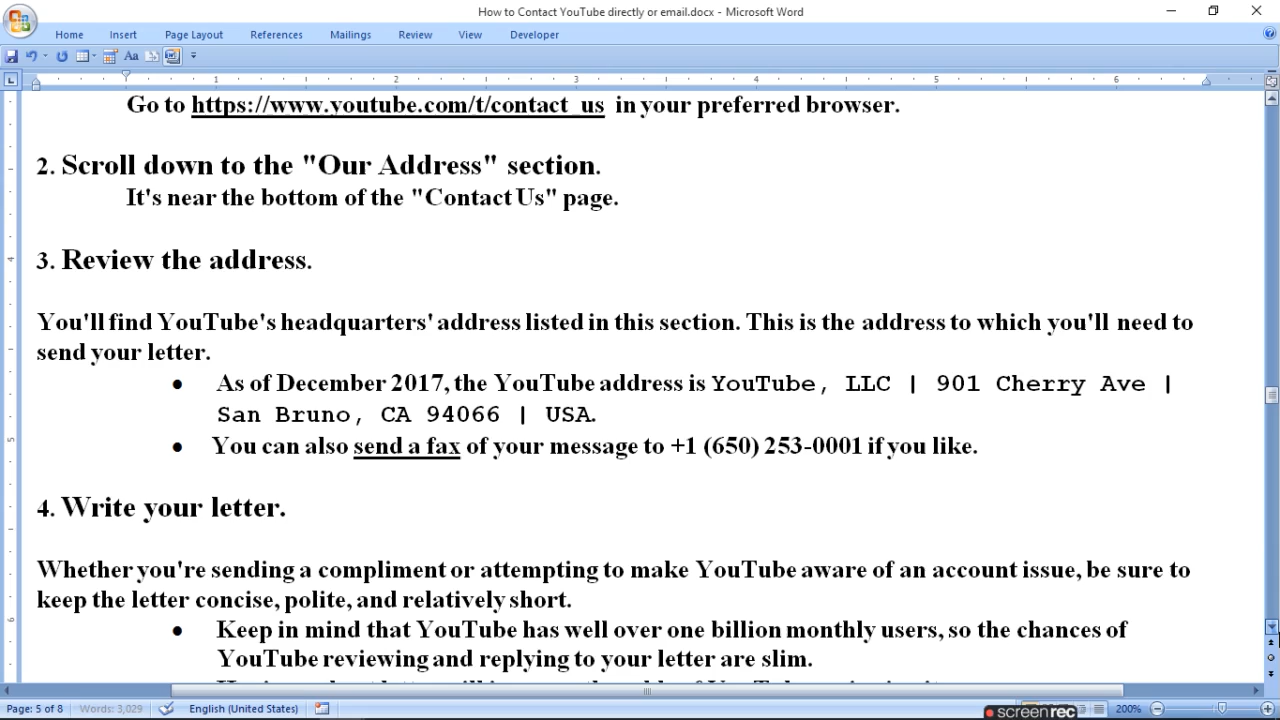 How to Contact YouTube directly or email.docx - Microsoft Word
Home Insert Page Layout References Mailings Review View Developer
Aa
1 2 3 4 5 6
Go to https://www.youtube.com/t/contact_us in your preferred browser.
2. Scroll down to the "Our Address" section.
It's near the bottom of the "Contact Us" page.
3. Review the address.
You'll find YouTube's headquarters' address listed in this section. This is the address to which you'll need to
send your letter.
• As of December 2017, the YouTube address is YouTube, LLC | 901 Cherry Ave |
San Bruno, CA 94066 | USA.
• You can also send a fax of your message to +1 (650) 253-0001 if you like.
4. Write your letter.
Whether you're sending a compliment or attempting to make YouTube aware of an account issue, be sure to
keep the letter concise, polite, and relatively short.
• Keep in mind that YouTube has well over one billion monthly users, so the chances of
YouTube reviewing and replying to your letter are slim.
Page: 5 of 8 Words: 3,029 English (United States) 200%
screenrec